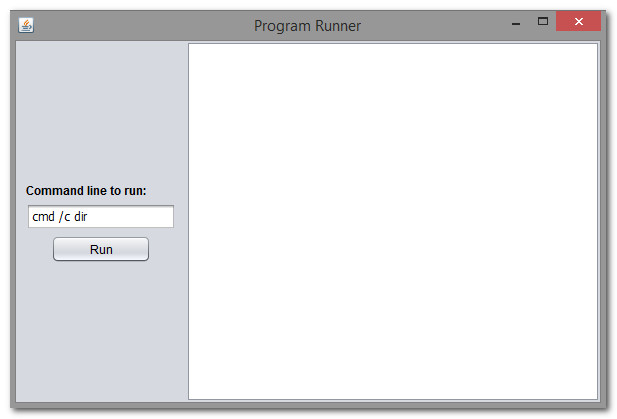 Program Runner
Command line to run:
cmd /c dir
Run